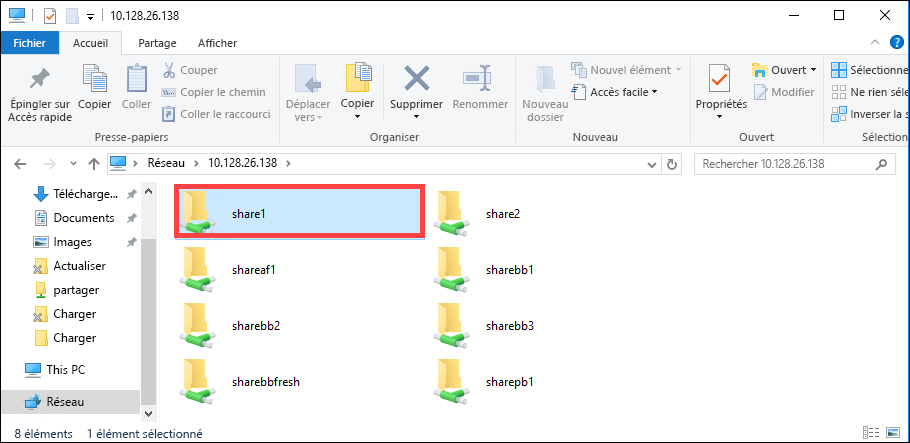 10.128.26.138
Fichier Accueil Partage Afficher
Épingler sur
Accès rapide
Copier
Coller
Couper
Copier le chemin
Coller le raccourci
Presse-papiers
Déplacer
vers
Copier
Supprimer
Renommer
Organiser
Nouveau
dossier
Nouvel élément
Accès facile
Nouveau
Propriétés
Ouvert
Modifier
Ouvert
Sélectionne
Ne rien séle
Inverser la s
Sélection
Réseau > 10.128.26.138 >
Rechercher 10.128.26.138
Télécharge...
Documents
Images
Actualiser
partager
Charger
Charger
This PC
Réseau
share1 share2
shareaf1 sharebb1
sharebb2 sharebb3
sharebbfresh sharepb1
8 éléments 1 élément sélectionné